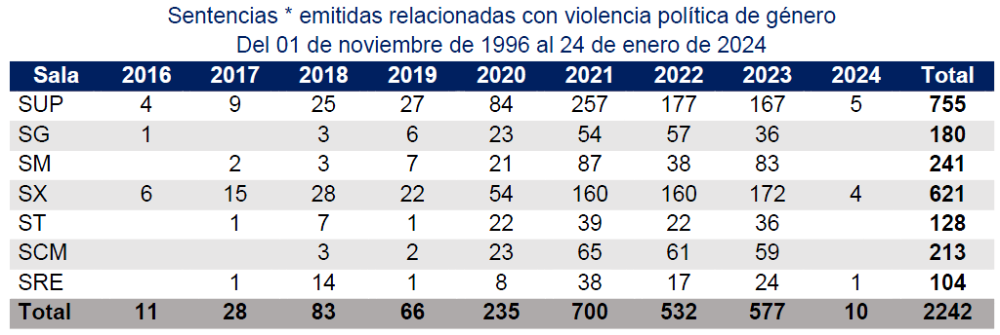 Sentencias * emitidas relacionadas con violencia política de género
Del 01 de noviembre de 1996 al 24 de enero de 2024
Sala 2016 2017 2018 2019 2020 2021 2022 2023 2024 Total
SUP 4 9 25 27 84 257 177 167 5 755
SG 1 3 6 23 54 57 36 180
SM 2 3 7 21 87 38 83 241
SX 6 15 28 22 54 160 160 172 4 621
ST 1 7 1 22 39 22 36 128
SCM 3 2 23 65 61 59 213
SRE 1 14 1 8 38 17 24 1 104
Total 11 28 83 66 235 700 532 577 10 2242